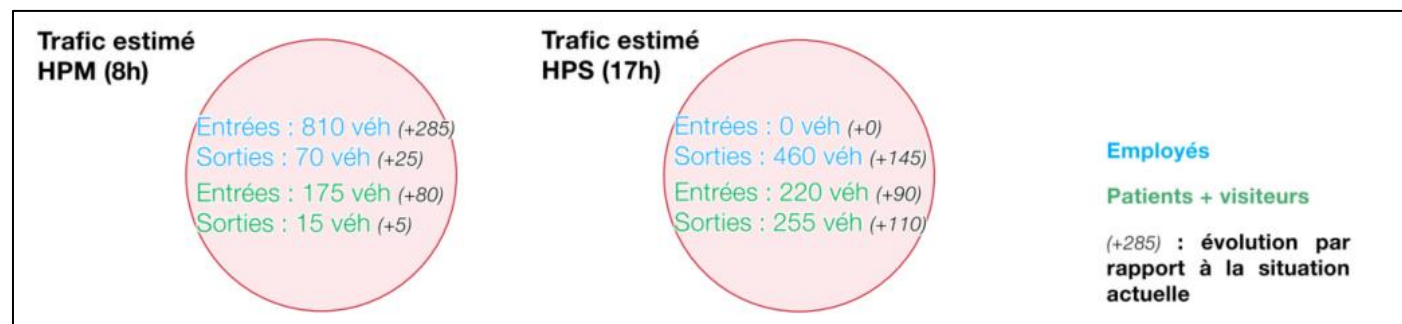 Trafic estimé
HPM (8h)
Entrées : 810 véh (+285)
Sorties : 70 véh (+25)
Entrées : 175 véh (+80)
Sorties : 15 véh (+5)
Trafic estimé
HPS (17h)
Entrées : 0 véh (+0)
Sorties : 460 véh (+145)
Entrées : 220 véh (+90)
Sorties : 255 véh (+110)
Employés
Patients + visiteurs
(+285) : évolution par
rapport à la situation
actuelle